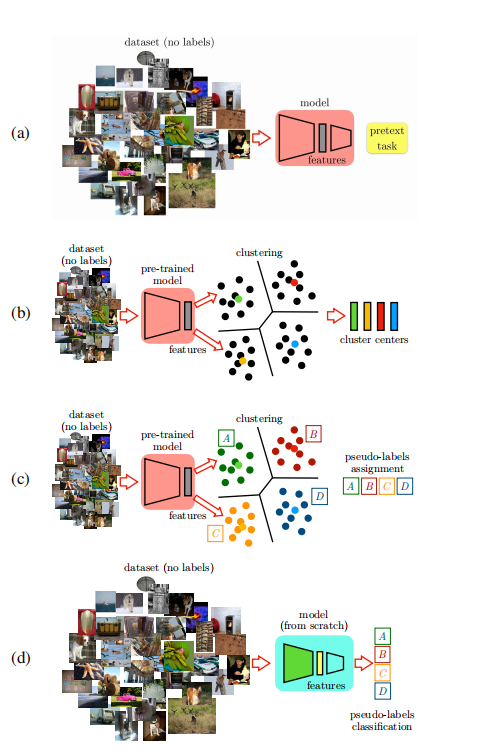 dataset (no labels)
model
(a)
pretext
task
features
dataset
(no labels)
pre-trained
model
clustering
(b)
features
cluster centers
dataset
(no labels)
pre-trained
model
clustering
A
B
pseudo-labels
assignment
(c)
A B C D
D
features
C
dataset (no labels)
model
(from scratch)
A
B
(d)
C
features
D
pseudo-labels
classification